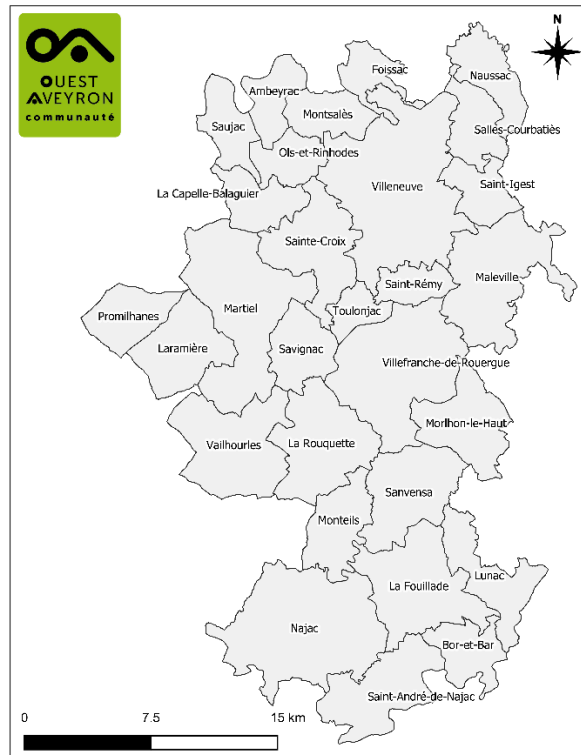 OUEST
AVEYRON
communauté
N
Foissac
Naussac
Ambeyrac
Montsalès
Saujac
Salles-Courbatiès
Ols-et-Rinhodes
Villeneuve
Saint-Igest
La Capelle-Balaguier
Sainte-Croix
Maleville
Saint-Rémy
Promilhanes
Martiel
Toulonjac
Laramière
Savignac
Villefranche-de-Rouergue
Morlhon-le-Haut
Vailhourles
La Rouquette
Sanvensa
Monteils
Lunac
La Fouillade
Najac
Bor-et-Bar
Saint-André-de-Najac
0 7.5 15 km